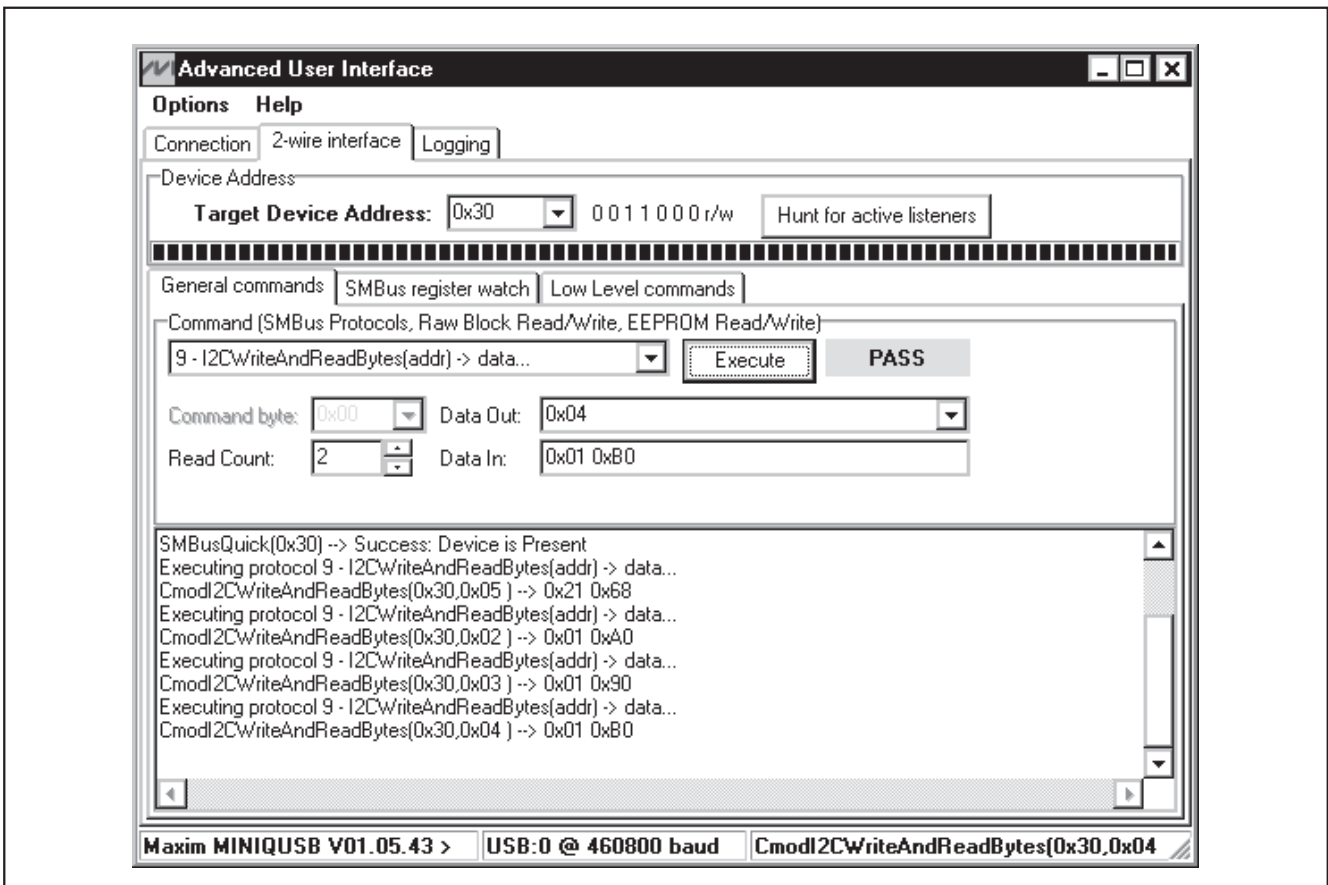 Advanced User Interface
Options Help
Connection 2-wire interface Logging
Device Address
Target Device Address: 0x30 0 0 1 1 0 0 0 r/w Hunt for active listeners
General commands SMBus register watch Low Level commands
Command (SMBus Protocols, Raw Block Read/Write, EEPROM Read/Write)
9 - I2CWriteAndReadBytes(addr) -> data... Execute PASS
Command byte: 0x00 Data Out: 0x04
Read Count: 2 Data In: 0x01 0xB0
SMBusQuick(0x30) --> Success: Device is Present
Executing protocol 9 - I2CWriteAndReadBytes(addr) -> data...
CmodI2CWriteAndReadBytes(0x30,0x05 ) --> 0x21 0x68
Executing protocol 9 - I2CWriteAndReadBytes(addr) -> data...
CmodI2CWriteAndReadBytes(0x30,0x02 ) --> 0x01 0xA0
Executing protocol 9 - I2CWriteAndReadBytes(addr) -> data...
CmodI2CWriteAndReadBytes(0x30,0x03 ) --> 0x01 0x90
Executing protocol 9 - I2CWriteAndReadBytes(addr) -> data...
CmodI2CWriteAndReadBytes(0x30,0x04 ) --> 0x01 0xB0
Maxim MINIQUSB V01.05.43 > USB:0 @ 460800 baud CmodI2CWriteAndReadBytes(0x30,0x04